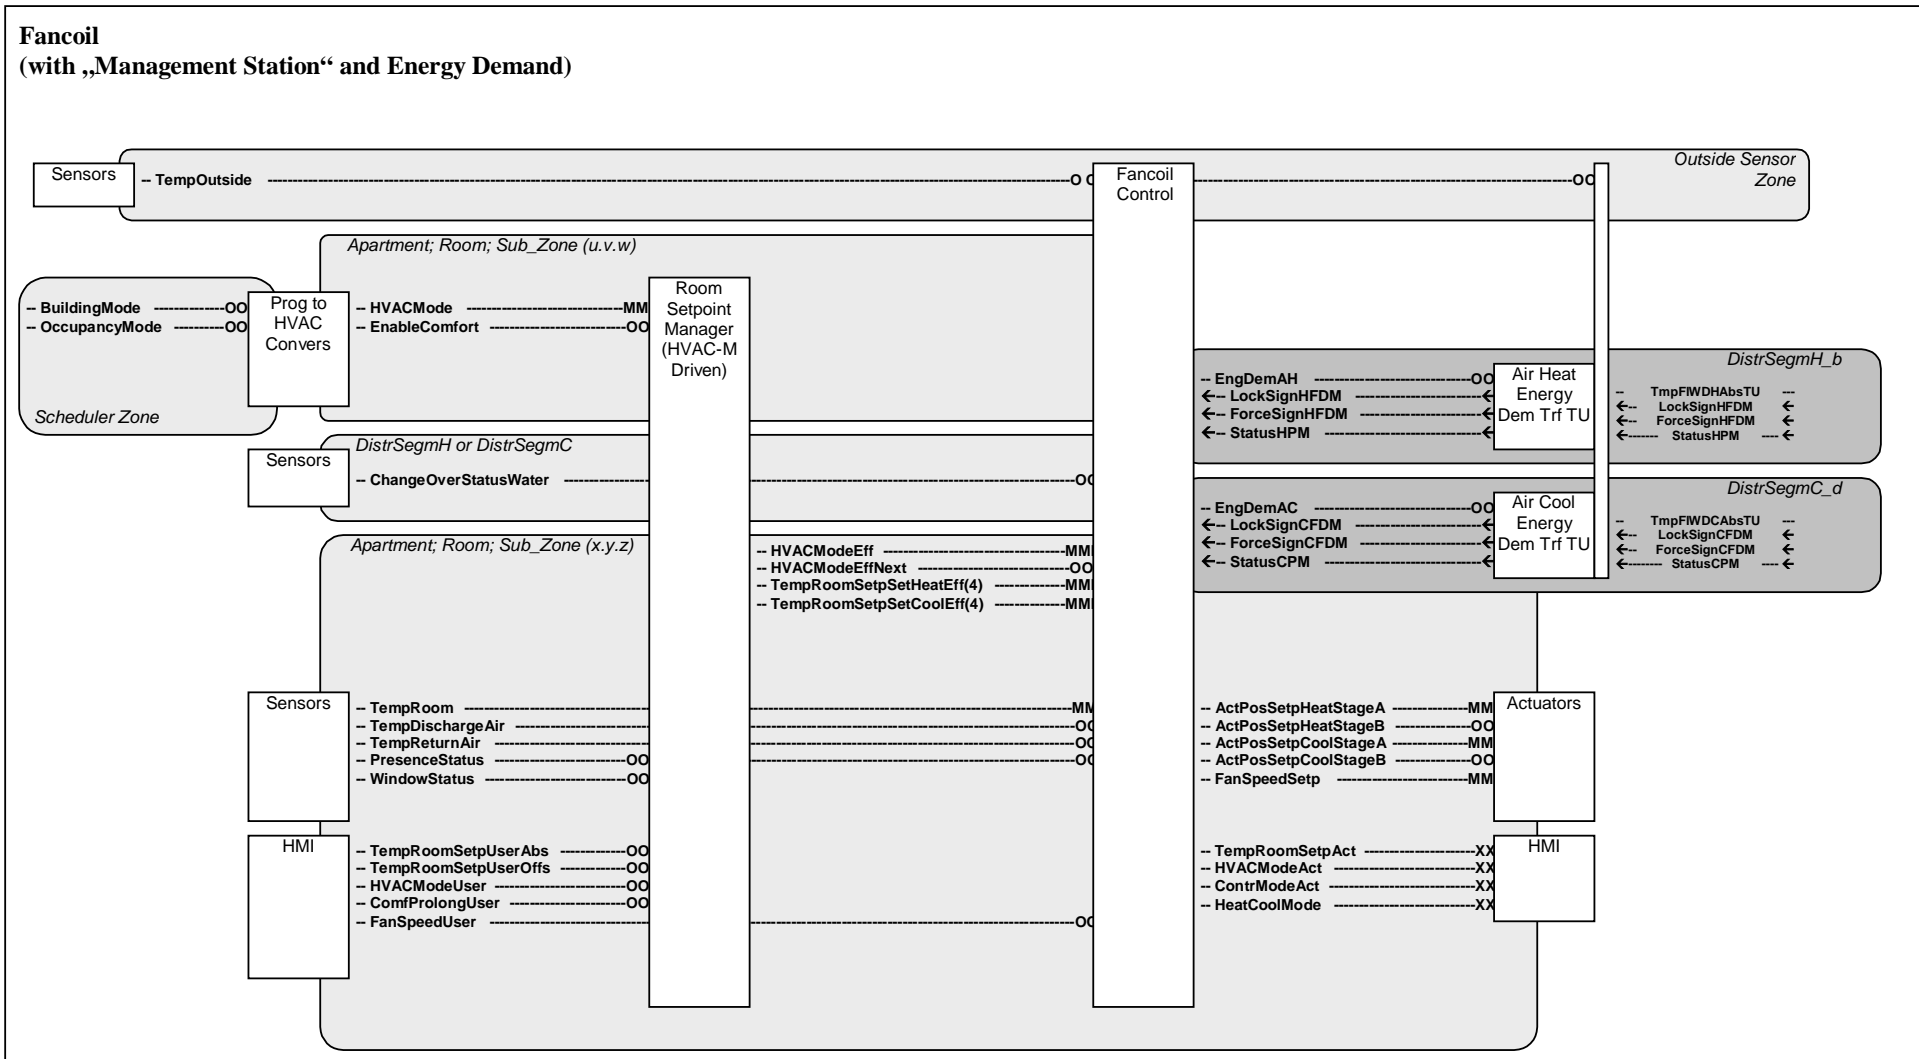 Fancoil
(with „Management Station“ and Energy Demand)
Outside Sensor
Zone
Sensors
-- TempOutside ---O O
Fancoil
Control
---OO
Apartment; Room; Sub_Zone (u.v.w)
-- BuildingMode ---OO
-- OccupancyMode ---OO
Scheduler Zone
Prog to
HVAC
Convers
-- HVACMode ---MM
-- EnableComfort ---OO
Room
Setpoint
Manager
(HVAC-M
Driven)
DistrSegmH_b
-- EngDemAH ---OO
←-- LockSignHFDM ---←
←-- ForceSignHFDM ---←
←-- StatusHPM ---←
Air Heat
Energy
Dem Trf TU
-- TmpFlWDHAbsTU ---
←-- LockSignHFDM ←
←-- ForceSignHFDM ←
←------- StatusHPM ---- ←
DistrSegmH or DistrSegmC
Sensors
-- ChangeOverStatusWater ---OO
DistrSegmC_d
-- EngDemAC ---OO
←-- LockSignCFDM ---←
←-- ForceSignCFDM ---←
←-- StatusCPM ---←
Air Cool
Energy
Dem Trf TU
-- TmpFlWDCAbsTU ---
←-- LockSignCFDM ←
←-- ForceSignCFDM ←
←-------- StatusCPM ---- ←
Apartment; Room; Sub_Zone (x.y.z)
-- HVACModeEff ---MM
-- HVACModeEffNext ---OO
-- TempRoomSetpSetHeatEff(4) ---MM
-- TempRoomSetpSetCoolEff(4) ---MM
Sensors
-- TempRoom ---MM
-- TempDischargeAir ---OO
-- TempReturnAir ---OO
-- PresenceStatus ---OO ---OO
-- WindowStatus ---OO
-- ActPosSetpHeatStageA ---MM
-- ActPosSetpHeatStageB ---OO
-- ActPosSetpCoolStageA ---MM
-- ActPosSetpCoolStageB ---OO
-- FanSpeedSetp ---MM
Actuators
HMI
-- TempRoomSetpUserAbs ---OO
-- TempRoomSetpUserOffs ---OO
-- HVACModeUser ---OO
-- ComfProlongUser ---OO
-- FanSpeedUser ---OO
-- TempRoomSetpAct ---XX
-- HVACModeAct ---XX
-- ContrModeAct ---XX
-- HeatCoolMode ---XX
HMI